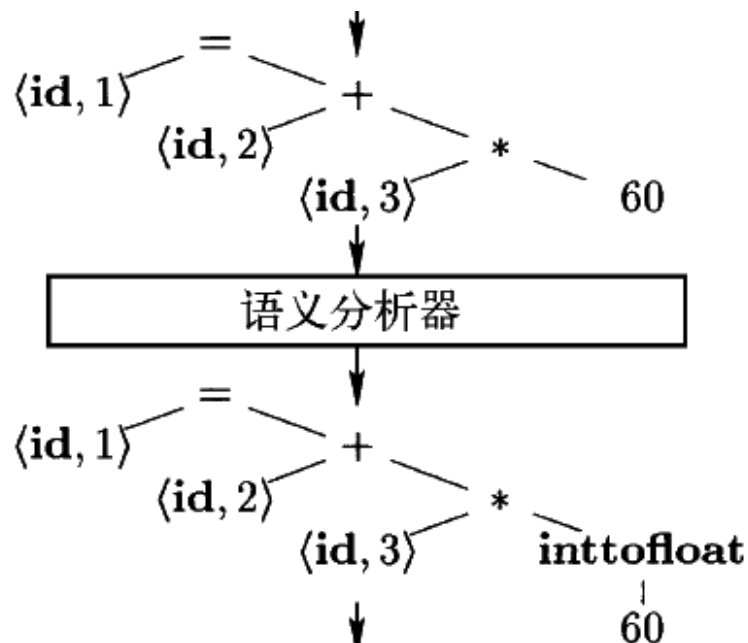 =
⟨id, 1⟩ +
⟨id, 2⟩ *
⟨id, 3⟩ 60
语义分析器
=
⟨id, 1⟩ +
⟨id, 2⟩ *
⟨id, 3⟩ inttofloat
60